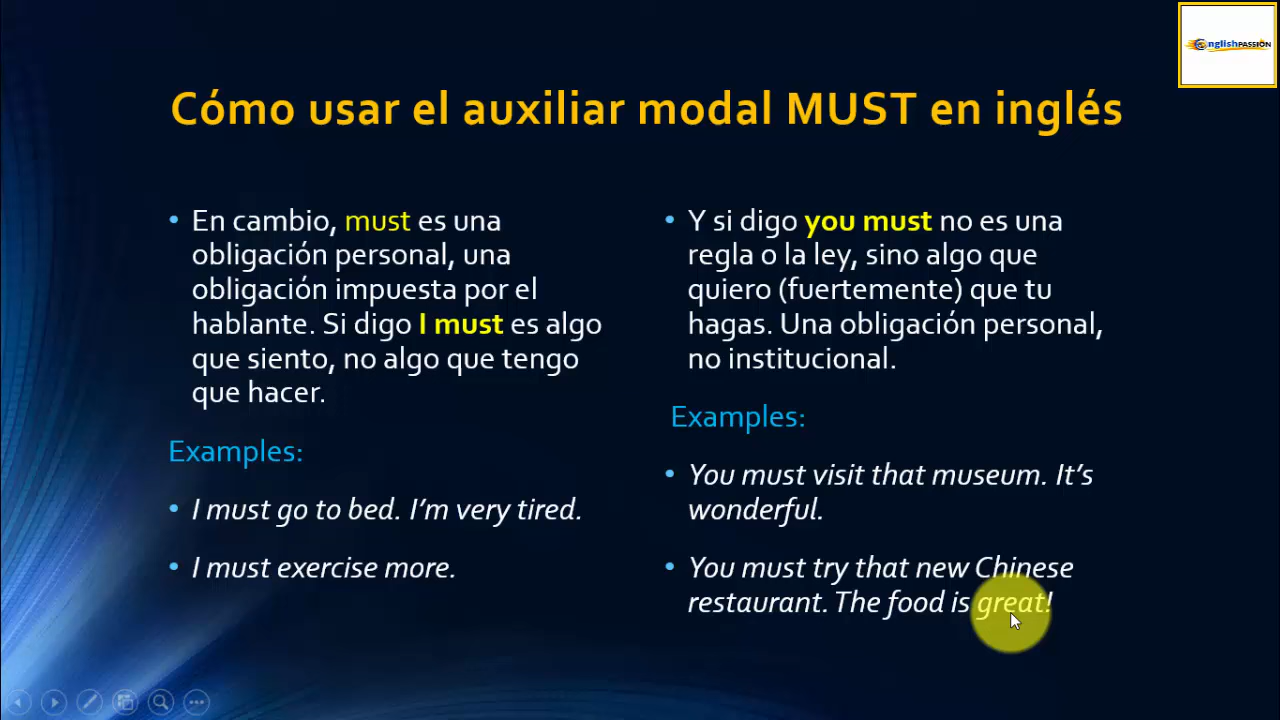 EnglishPASSION
Cómo usar el auxiliar modal MUST en inglés
• En cambio, must es una
obligación personal, una
obligación impuesta por el
hablante. Si digo I must es algo
que siento, no algo que tengo
que hacer.
Examples:
• I must go to bed. I’m very tired.
• I must exercise more.
• Y si digo you must no es una
regla o la ley, sino algo que
quiero (fuertemente) que tu
hagas. Una obligación personal,
no institucional.
Examples:
• You must visit that museum. It’s
wonderful.
• You must try that new Chinese
restaurant. The food is great!